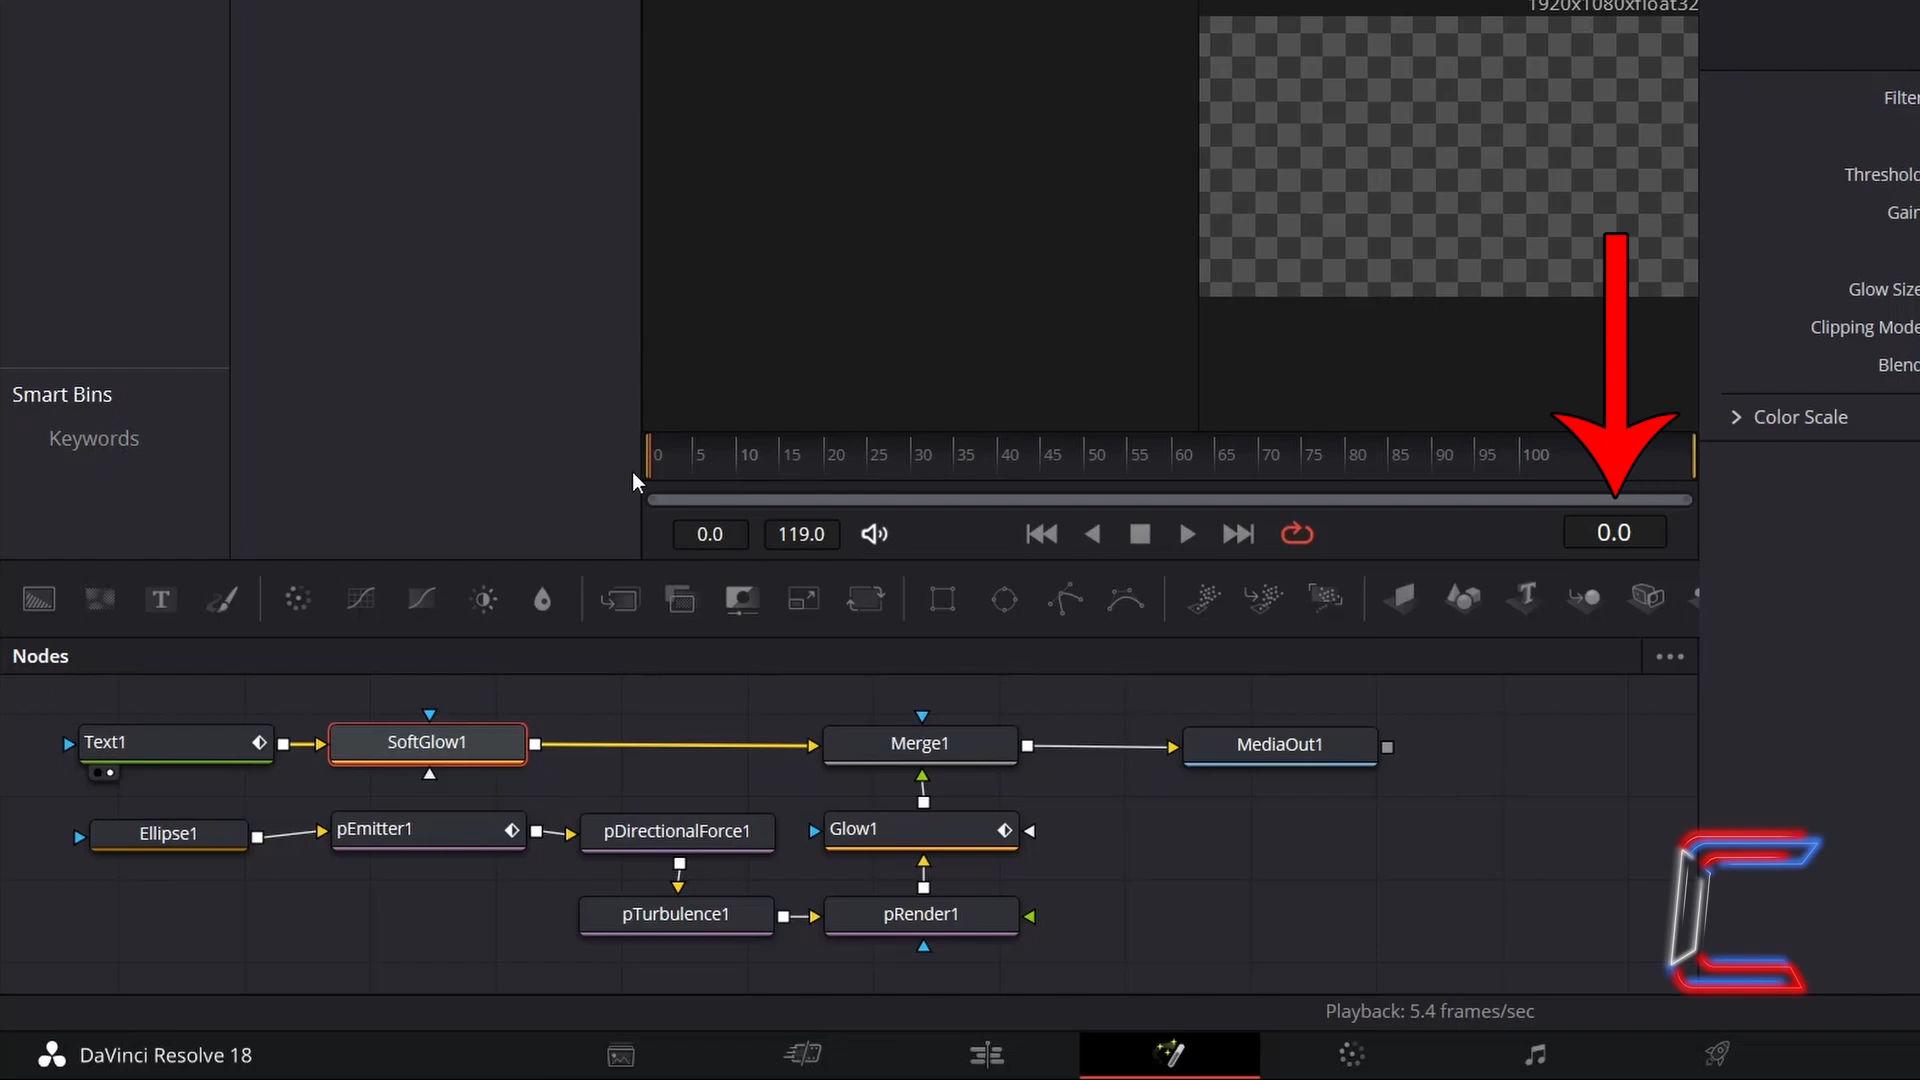 1920x1080xfloat32
Filter
Threshold
Gain
Glow Size
Clipping Mode
Blend
Color Scale
Smart Bins
Keywords
0 5 10 15 20 25 30 35 40 45 50 55 60 65 70 75 80 85 90 95 100
0.0 119.0 0.0
Nodes
Text1 SoftGlow1 Merge1 MediaOut1
Ellipse1 pEmitter1 pDirectionalForce1 Glow1
pTurbulence1 pRender1
Playback: 5.4 frames/sec
DaVinci Resolve 18